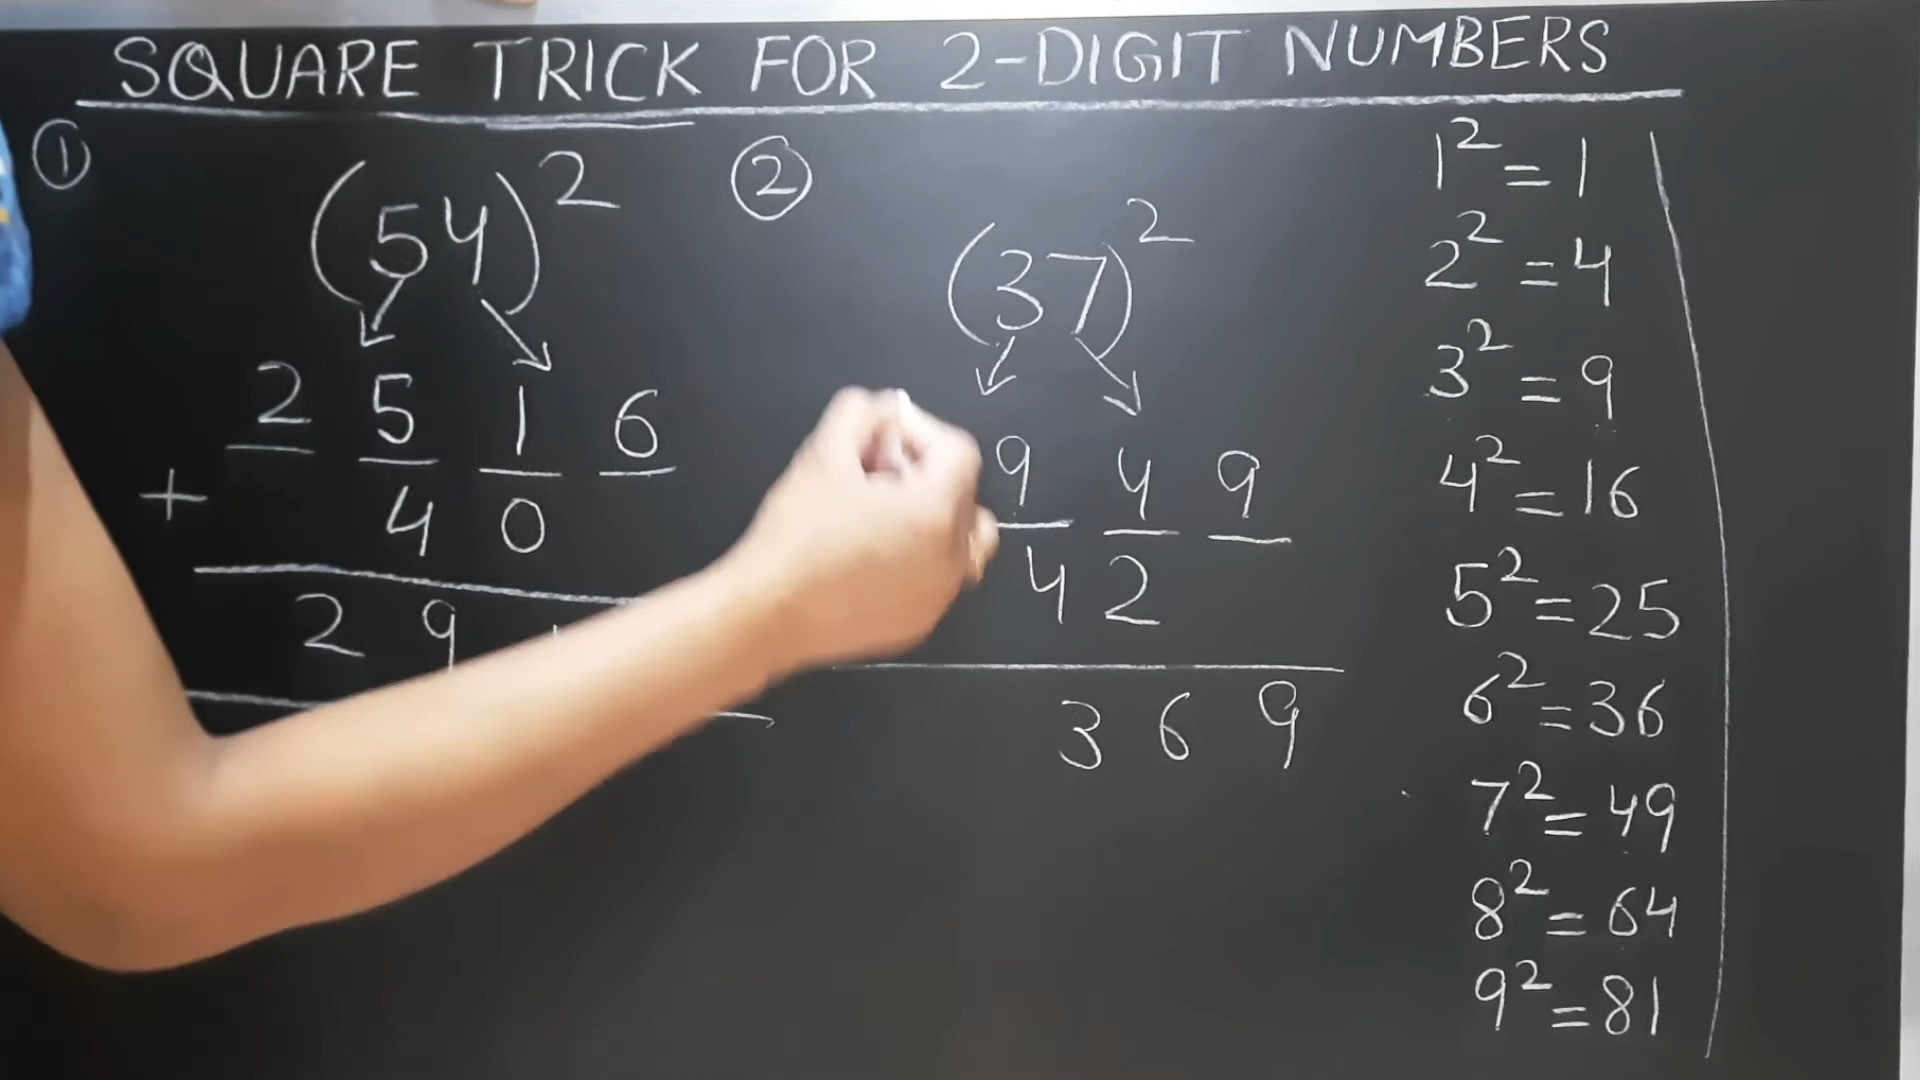 SQUARE TRICK FOR 2-DIGIT NUMBERS
①
(54)²
2 5 1 6
+ 4 0
2 9
②
(37)²
9 4 9
4 2
3 6 9
1² = 1
2² = 4
3² = 9
4² = 16
5² = 25
6² = 36
7² = 49
8² = 64
9² = 81